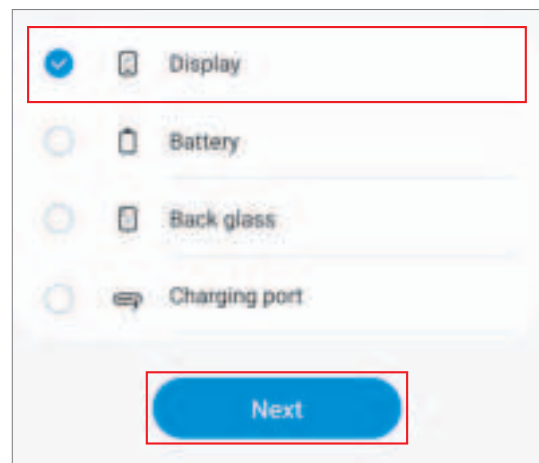 Display
Battery
Back glass
Charging port
Next